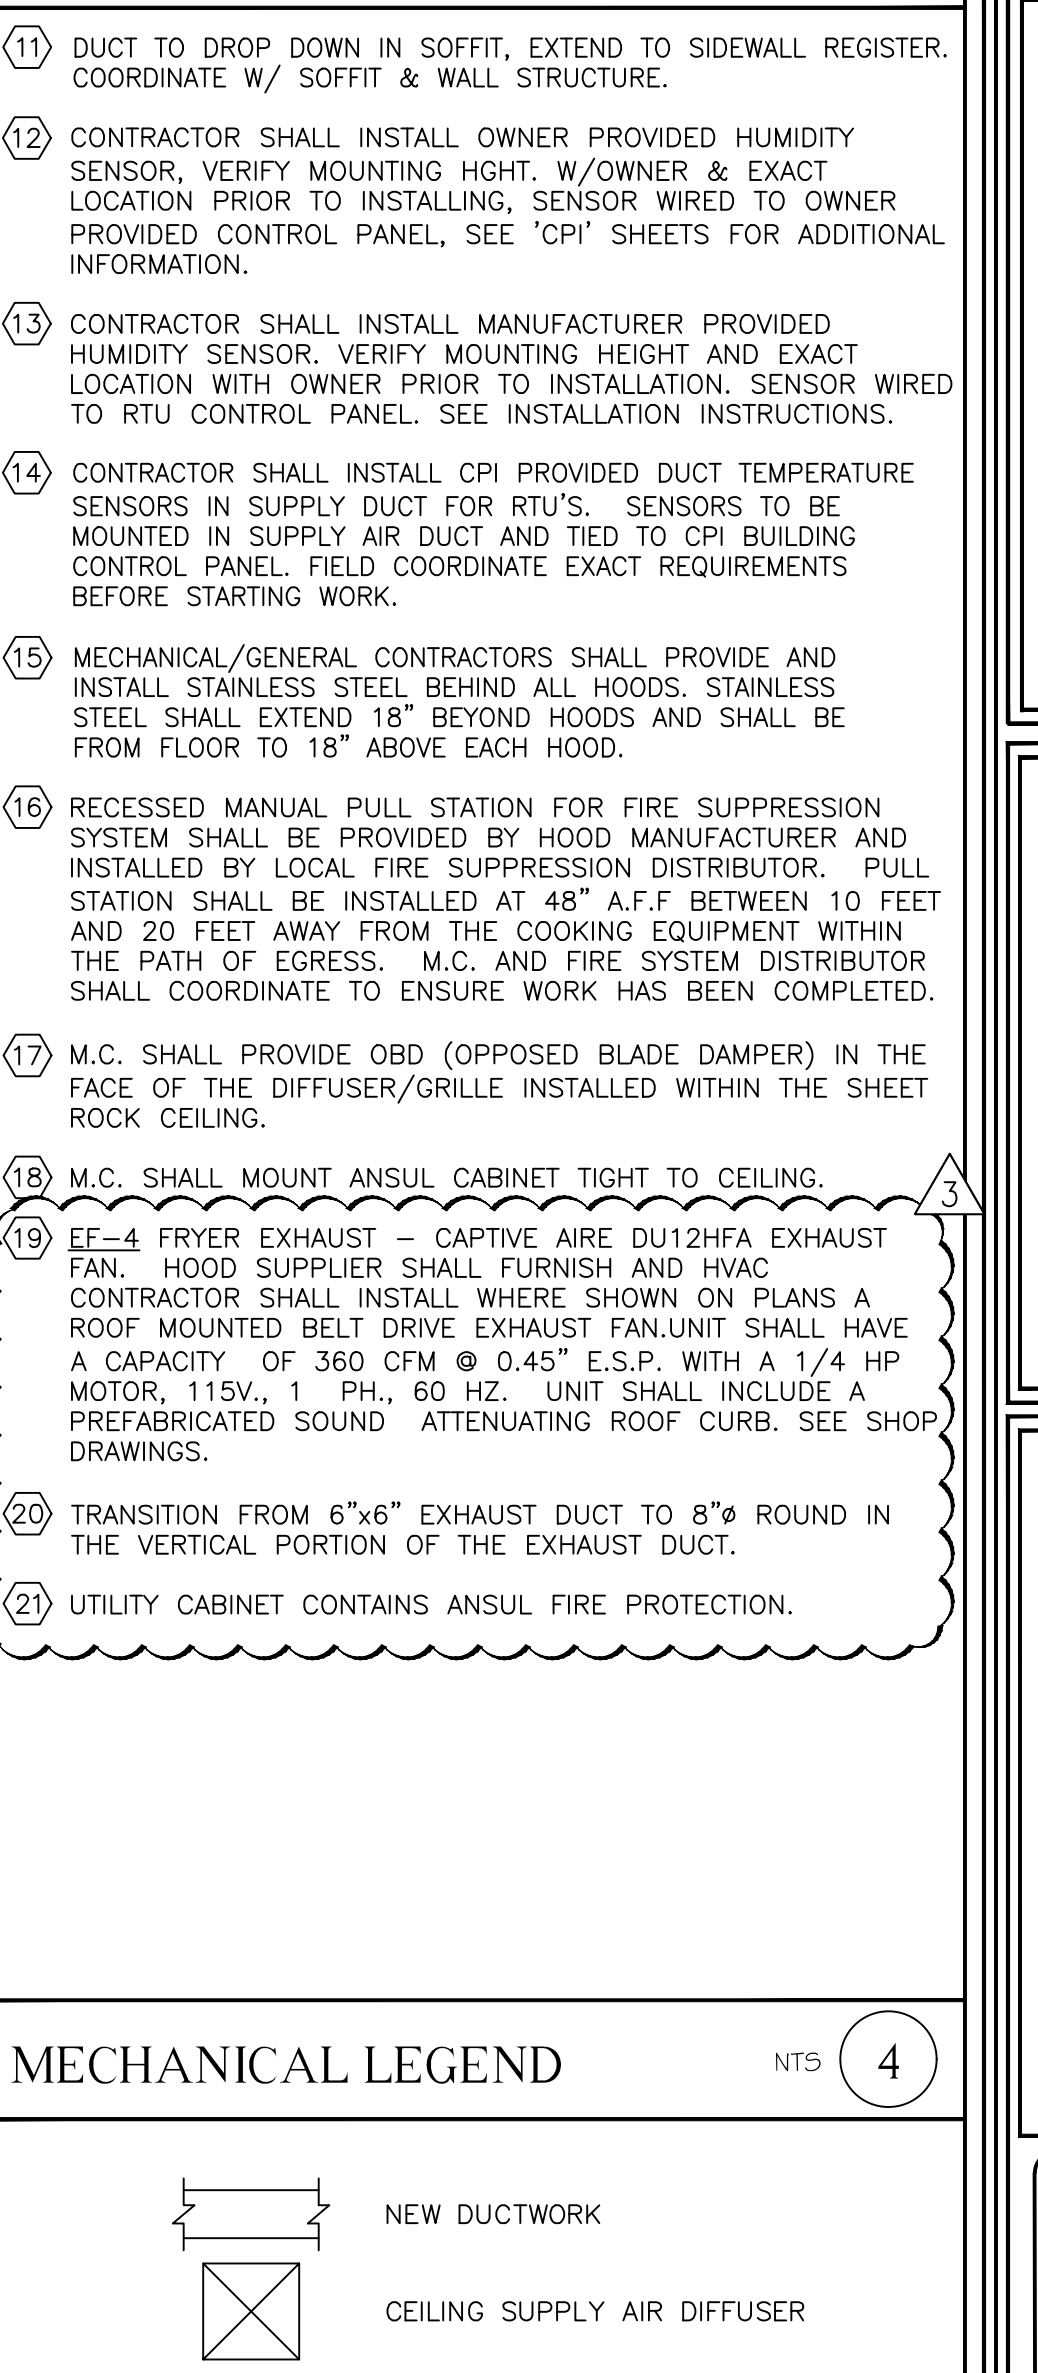 11 DUCT TO DROP DOWN IN SOFFIT, EXTEND TO SIDEWALL REGISTER.
COORDINATE W/ SOFFIT & WALL STRUCTURE.
12 CONTRACTOR SHALL INSTALL OWNER PROVIDED HUMIDITY
SENSOR, VERIFY MOUNTING HGHT. W/OWNER & EXACT
LOCATION PRIOR TO INSTALLING, SENSOR WIRED TO OWNER
PROVIDED CONTROL PANEL, SEE 'CPI' SHEETS FOR ADDITIONAL
INFORMATION.
13 CONTRACTOR SHALL INSTALL MANUFACTURER PROVIDED
HUMIDITY SENSOR. VERIFY MOUNTING HEIGHT AND EXACT
LOCATION WITH OWNER PRIOR TO INSTALLATION. SENSOR WIRED
TO RTU CONTROL PANEL. SEE INSTALLATION INSTRUCTIONS.
14 CONTRACTOR SHALL INSTALL CPI PROVIDED DUCT TEMPERATURE
SENSORS IN SUPPLY DUCT FOR RTU'S. SENSORS TO BE
MOUNTED IN SUPPLY AIR DUCT AND TIED TO CPI BUILDING
CONTROL PANEL. FIELD COORDINATE EXACT REQUIREMENTS
BEFORE STARTING WORK.
15 MECHANICAL/GENERAL CONTRACTORS SHALL PROVIDE AND
INSTALL STAINLESS STEEL BEHIND ALL HOODS. STAINLESS
STEEL SHALL EXTEND 18" BEYOND HOODS AND SHALL BE
FROM FLOOR TO 18" ABOVE EACH HOOD.
16 RECESSED MANUAL PULL STATION FOR FIRE SUPPRESSION
SYSTEM SHALL BE PROVIDED BY HOOD MANUFACTURER AND
INSTALLED BY LOCAL FIRE SUPPRESSION DISTRIBUTOR. PULL
STATION SHALL BE INSTALLED AT 48" A.F.F BETWEEN 10 FEET
AND 20 FEET AWAY FROM THE COOKING EQUIPMENT WITHIN
THE PATH OF EGRESS. M.C. AND FIRE SYSTEM DISTRIBUTOR
SHALL COORDINATE TO ENSURE WORK HAS BEEN COMPLETED.
17 M.C. SHALL PROVIDE OBD (OPPOSED BLADE DAMPER) IN THE
FACE OF THE DIFFUSER/GRILLE INSTALLED WITHIN THE SHEET
ROCK CEILING.
18 M.C. SHALL MOUNT ANSUL CABINET TIGHT TO CEILING.
3
19 EF-4 FRYER EXHAUST – CAPTIVE AIRE DU12HFA EXHAUST
FAN. HOOD SUPPLIER SHALL FURNISH AND HVAC
CONTRACTOR SHALL INSTALL WHERE SHOWN ON PLANS A
ROOF MOUNTED BELT DRIVE EXHAUST FAN.UNIT SHALL HAVE
A CAPACITY OF 360 CFM @ 0.45" E.S.P. WITH A 1/4 HP
MOTOR, 115V., 1 PH., 60 HZ. UNIT SHALL INCLUDE A
PREFABRICATED SOUND ATTENUATING ROOF CURB. SEE SHOP
DRAWINGS.
20 TRANSITION FROM 6"x6" EXHAUST DUCT TO 8"ø ROUND IN
THE VERTICAL PORTION OF THE EXHAUST DUCT.
21 UTILITY CABINET CONTAINS ANSUL FIRE PROTECTION.
MECHANICAL LEGEND NTS 4
NEW DUCTWORK
CEILING SUPPLY AIR DIFFUSER